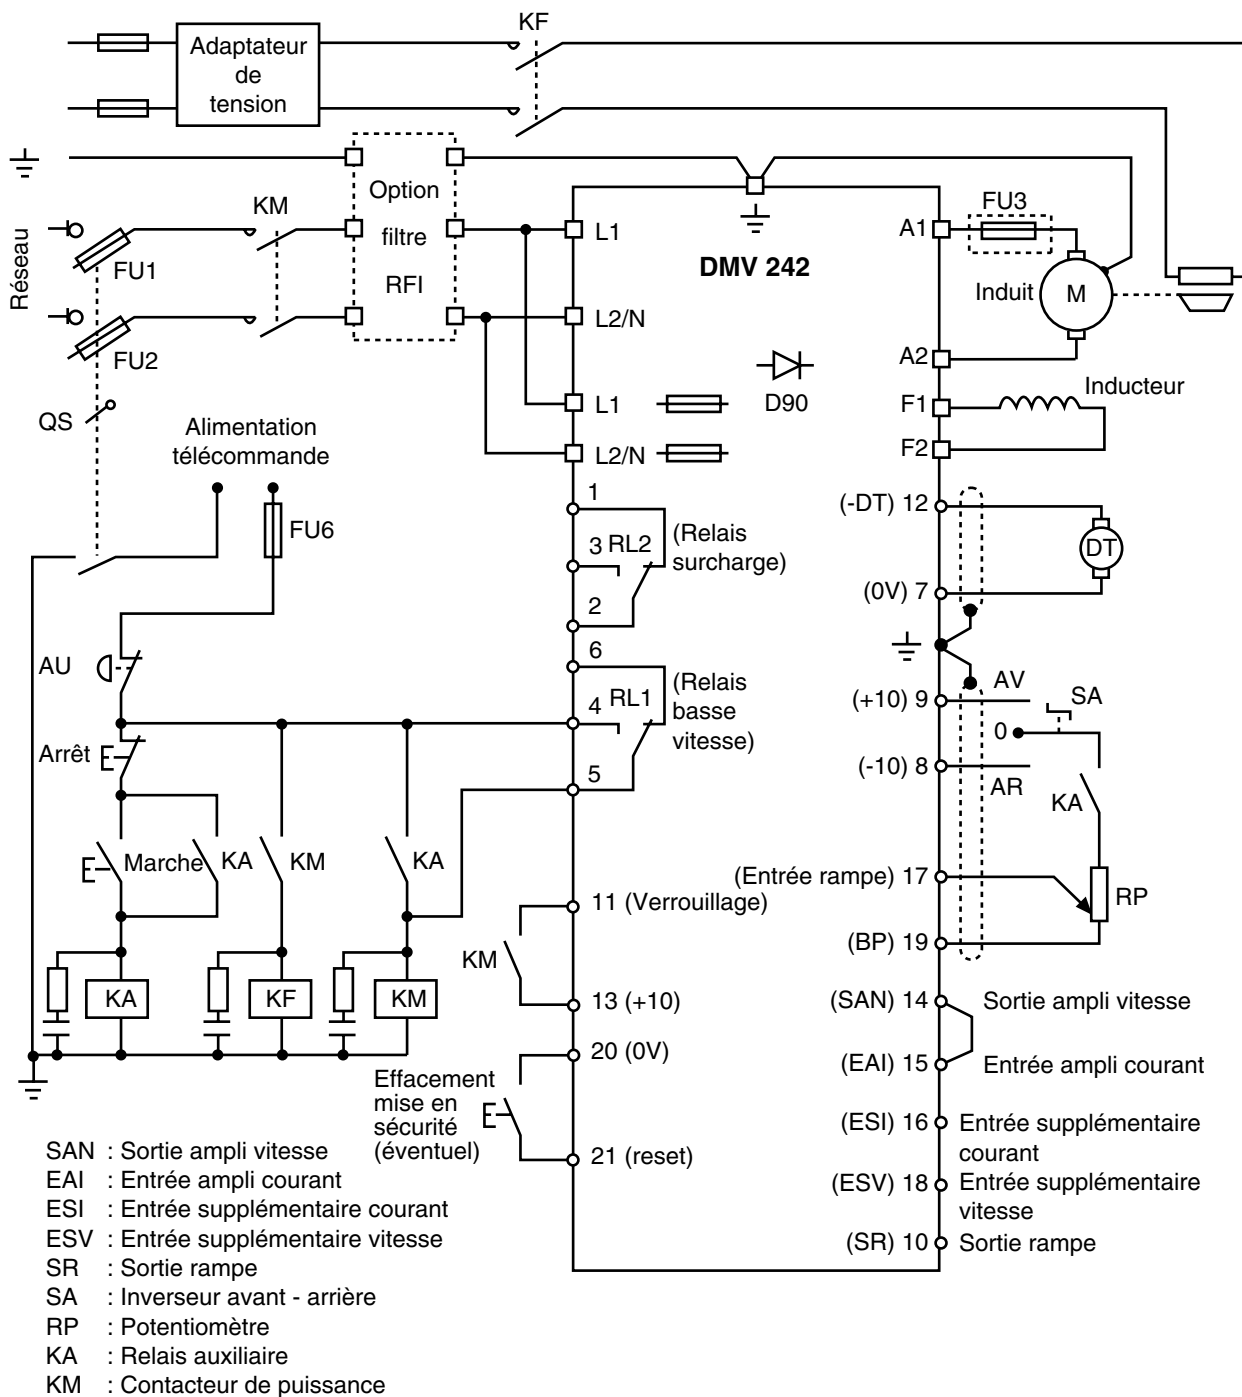 KF
Adaptateur
de
tension
Option
filtre
RFI
KM
Réseau
FU1
FU2
QS
L1
L2/N
L1
L2/N
DMV 242
D90
A1
FU3
Induit
M
A2
Inducteur
F1
F2
Alimentation
télécommande
FU6
1
3 RL2
2
(Relais
surcharge)
6
4 RL1
5
(Relais
basse
vitesse)
(-DT) 12
DT
(0V) 7
AU
Arrêt
Marche
KA
KM
KA
KA
KF
KM
(+10) 9
AV
SA
0
(-10) 8
AR
KA
(Entrée rampe) 17
RP
(BP) 19
11 (Verrouillage)
KM
13 (+10)
20 (0V)
Effacement
mise en
sécurité
(éventuel)
21 (reset)
(SAN) 14 Sortie ampli vitesse
(EAI) 15 Entrée ampli courant
(ESI) 16 Entrée supplémentaire
courant
(ESV) 18 Entrée supplémentaire
vitesse
(SR) 10 Sortie rampe
SAN : Sortie ampli vitesse
EAI : Entrée ampli courant
ESI : Entrée supplémentaire courant
ESV : Entrée supplémentaire vitesse
SR : Sortie rampe
SA : Inverseur avant - arrière
RP : Potentiomètre
KA : Relais auxiliaire
KM : Contacteur de puissance